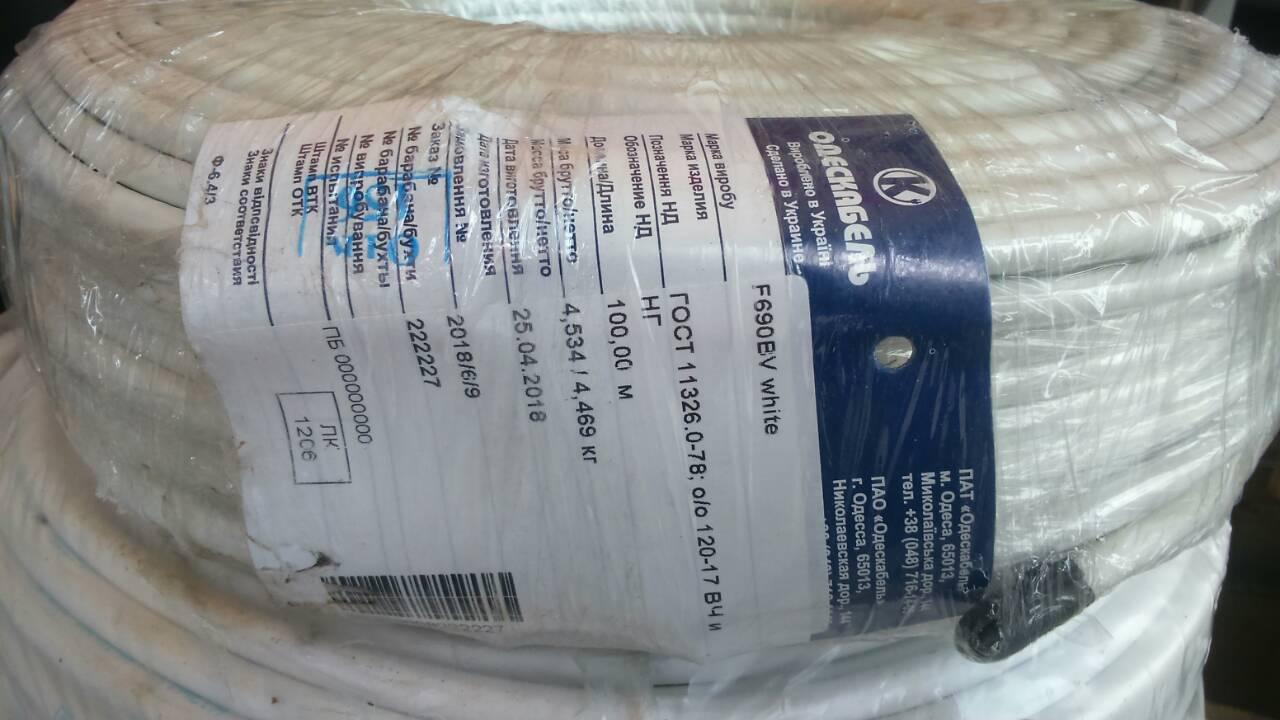 К
ОДЕСКАБЕЛЬ
Вироблено в Україні
Сделано в Украине
ПАТ «Одескабель»
м. Одеса, 65013,
Миколаївська дор,
тел. +38 (048) 716-
ПАО «Одескабель»
г. Одесса, 65013,
Николаевская дор, 144
Марка виробу
Марка изделия
F690BV white
Позначення НД
Обозначение НД
ГОСТ 11326.0-78; о/о 120-17 ВЧ и
НГ
Довжина/Длина
100,00 м
Маса брутто/нетто
Масса брутто/нетто
4,534 / 4,469 кг
Дата виготовлення
Дата изготовления
25.04.2018
Замовлення №
Заказ №
2018/6/9
№ барабана/бухти
№ барабана/бухты
222227
№ випробування
№ испытания
ПБ 000000000
Штамп ВТК
Штамп ОТК
ЛК
1206
Знаки відповідності
Знаки соответствия
Ф-6.4/3